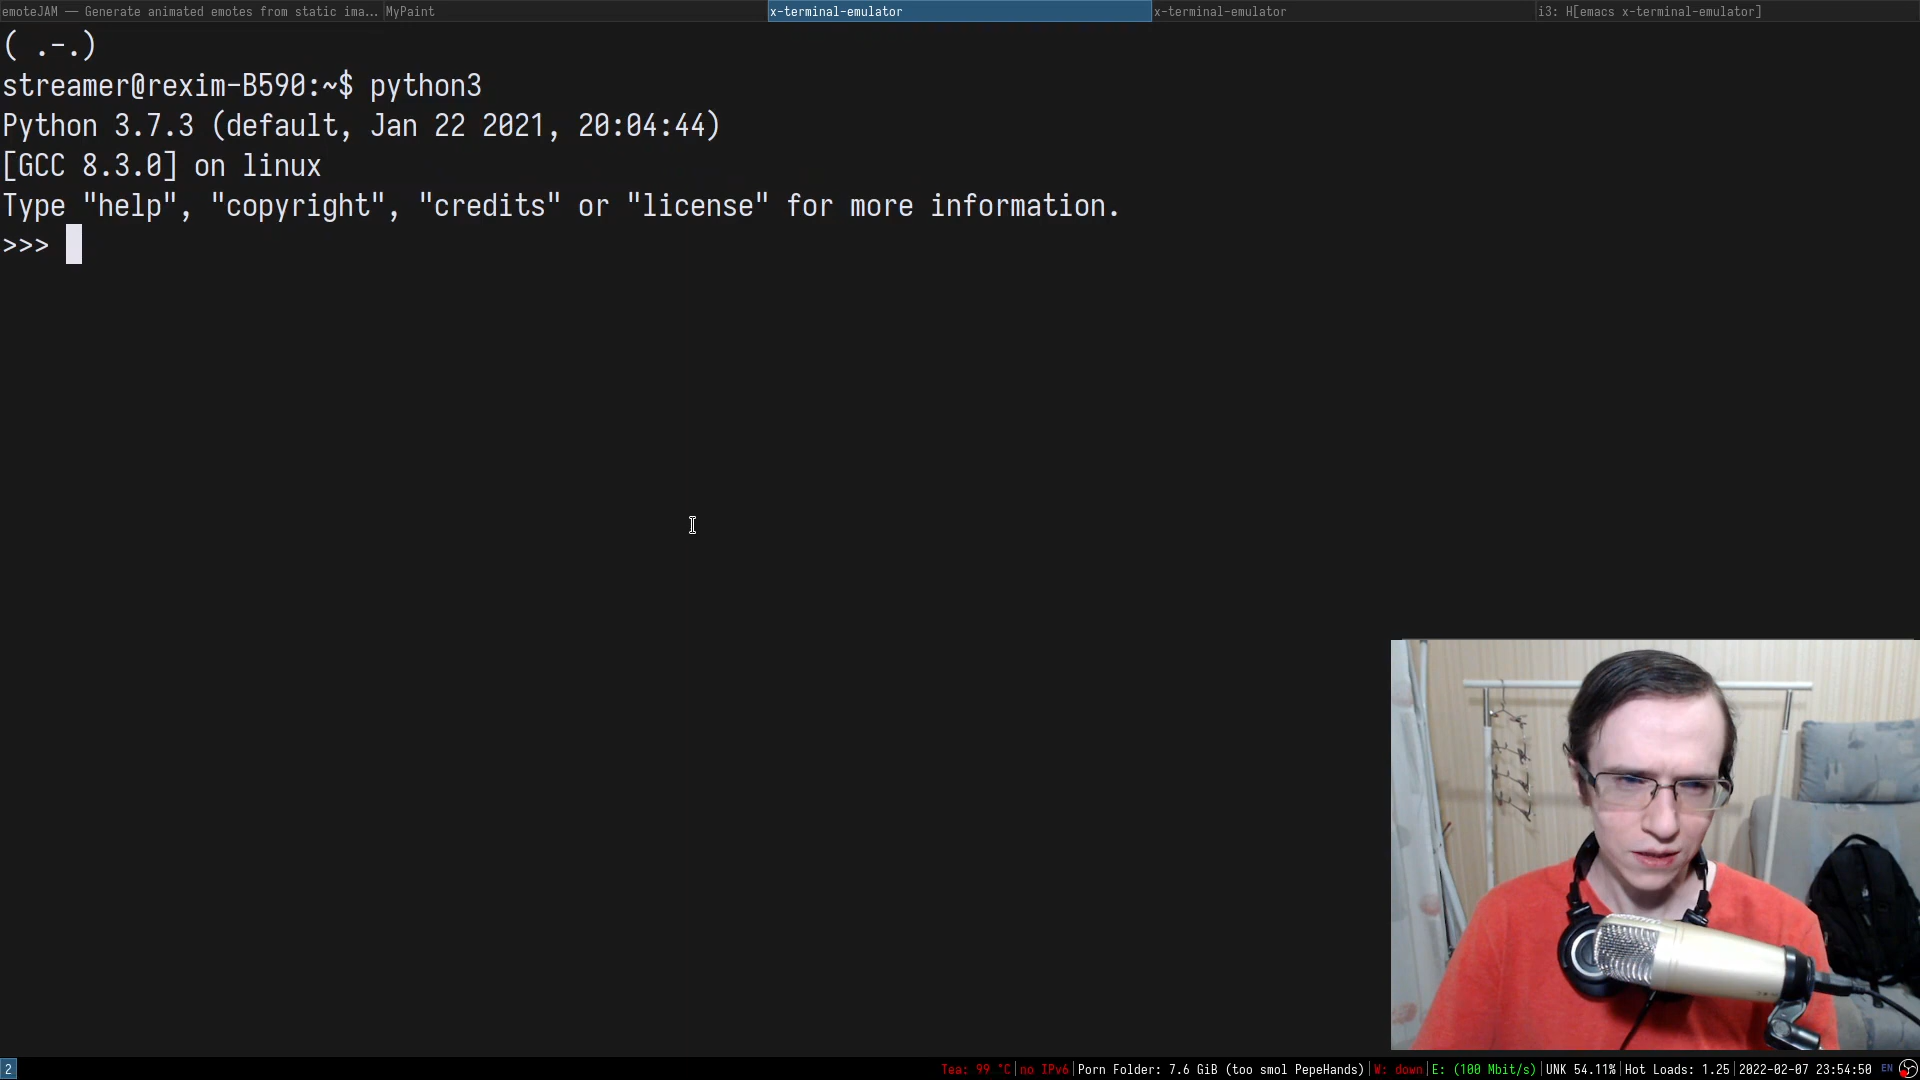 emoteJAM — Generate animated emotes from static ima... MyPaint x-terminal-emulator x-terminal-emulator i3: H[emacs x-terminal-emulator]
( .-.)
streamer@rexim-B590:~$ python3
Python 3.7.3 (default, Jan 22 2021, 20:04:44)
[GCC 8.3.0] on linux
Type "help", "copyright", "credits" or "license" for more information.
>>>
2 Tea: 99 °C|no IPv6|Porn Folder: 7.6 GiB (too smol PepeHands)|W: down|E: (100 Mbit/s)|UNK 54.11%|Hot Loads: 1.25|2022-02-07 23:54:50 EN